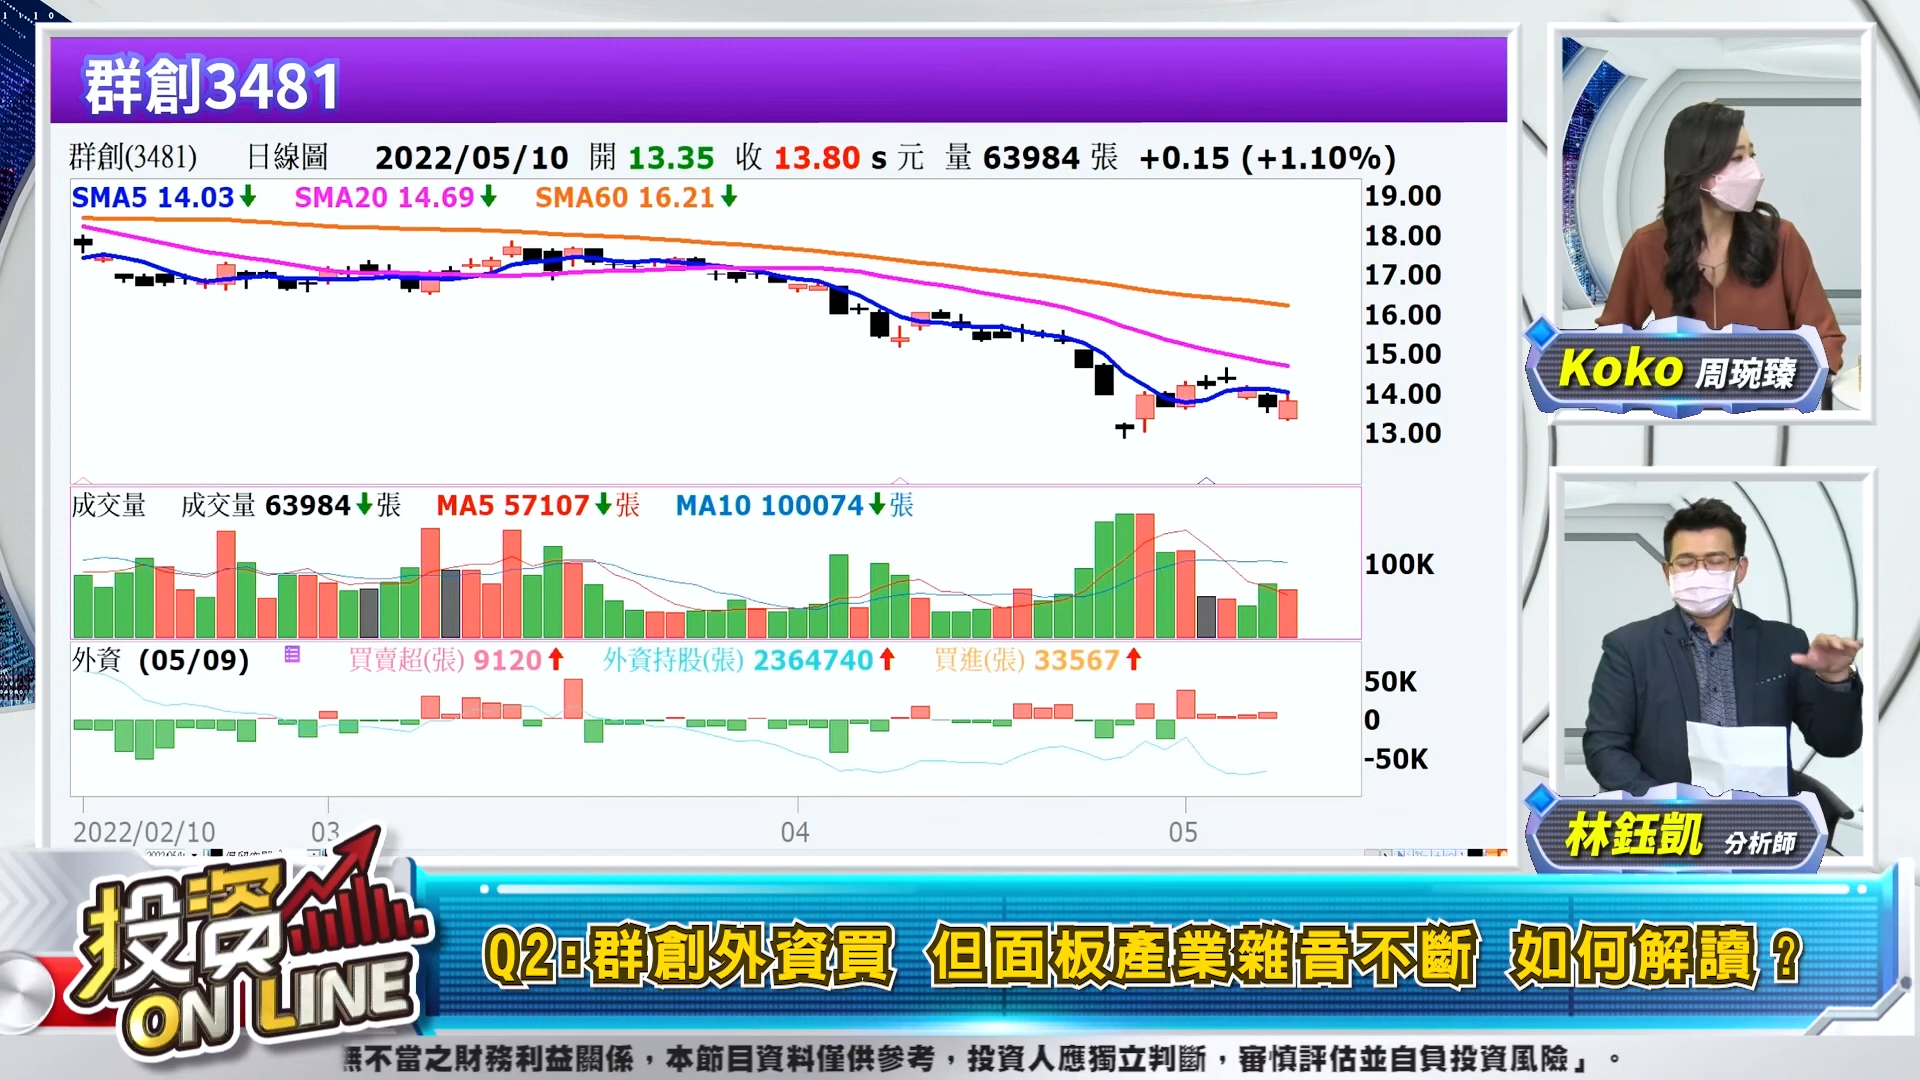 群創3481
群創(3481) 日線圖 2022/05/10 開 13.35 收 13.80 s 元 量 63984 張 +0.15 (+1.10%)
SMA5 14.03↓ SMA20 14.69↓ SMA60 16.21↓
19.00
18.00
17.00
16.00
15.00
14.00
13.00
成交量 成交量 63984↓張 MA5 57107↓張 MA10 100074↓張
100K
外資 (05/09) 買賣超(張) 9120↑ 外資持股(張) 2364740↑ 買進(張) 33567↑
50K
0
-50K
2022/02/10 03 04 05
Koko 周琬臻
林鈺凱 分析師
投資
ON LINE
Q2:群創外資買 但面板產業雜音不斷 如何解讀?
無不當之財務利益關係,本節目資料僅供參考,投資人應獨立判斷,審慎評估並自負投資風險」。